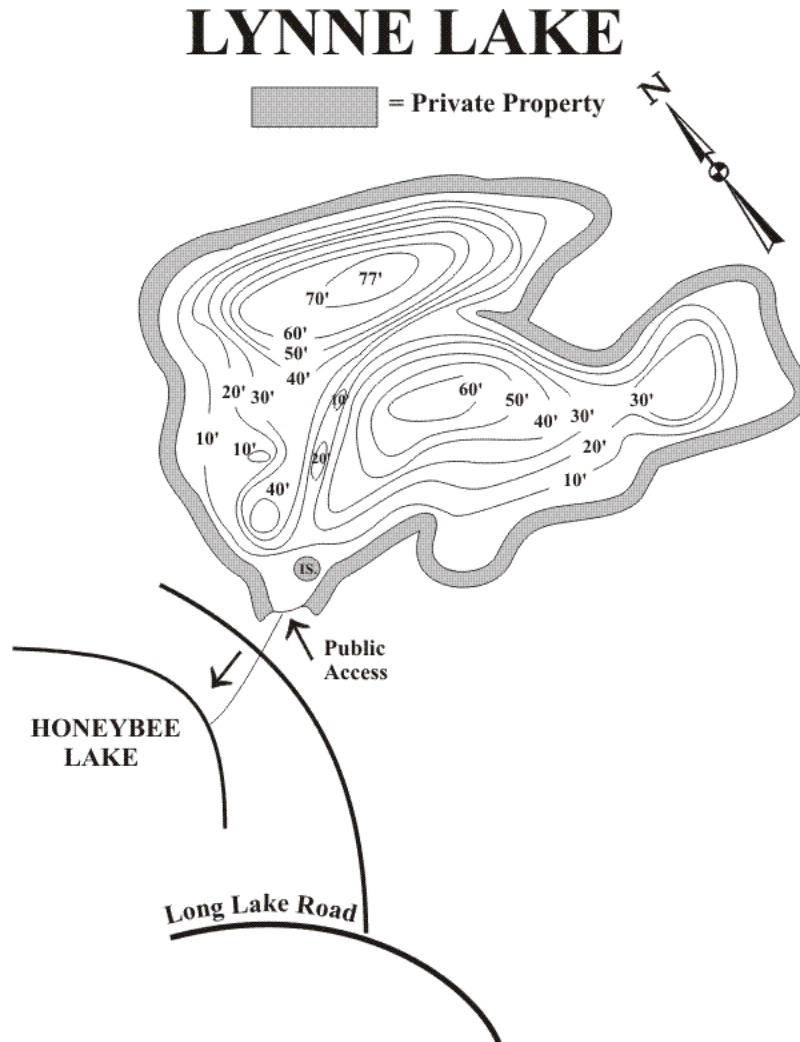 LYNNE LAKE
= Private Property
N
77'
70'
60'
50'
40'
20' 30'
10'
10'
40'
10'
20'
60'
50'
40'
30'
30'
20'
10'
IS.
Public
Access
HONEYBEE
LAKE
Long Lake Road